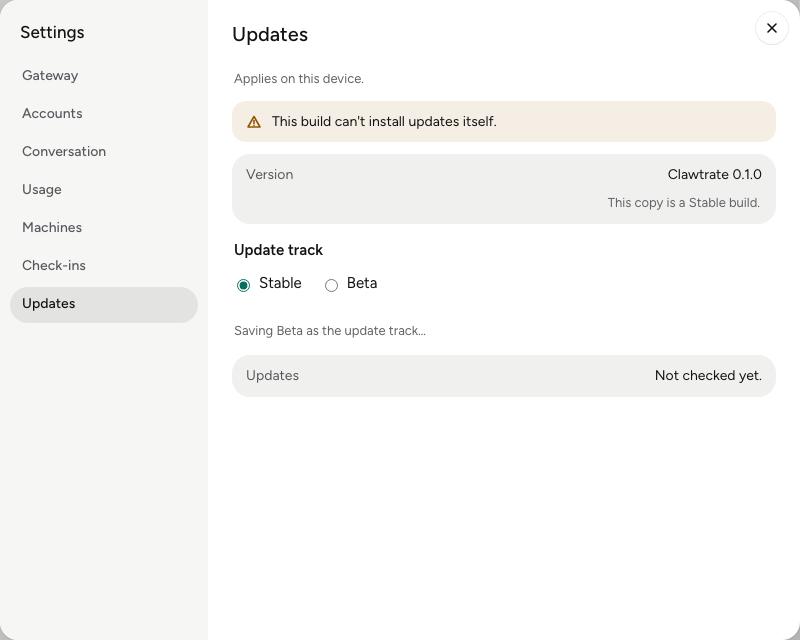 Settings
Gateway
Accounts
Conversation
Usage
Machines
Check-ins
Updates
Updates
Applies on this device.
This build can't install updates itself.
Version
Clawtrate 0.1.0
This copy is a Stable build.
Update track
Stable
Beta
Saving Beta as the update track...
Updates
Not checked yet.